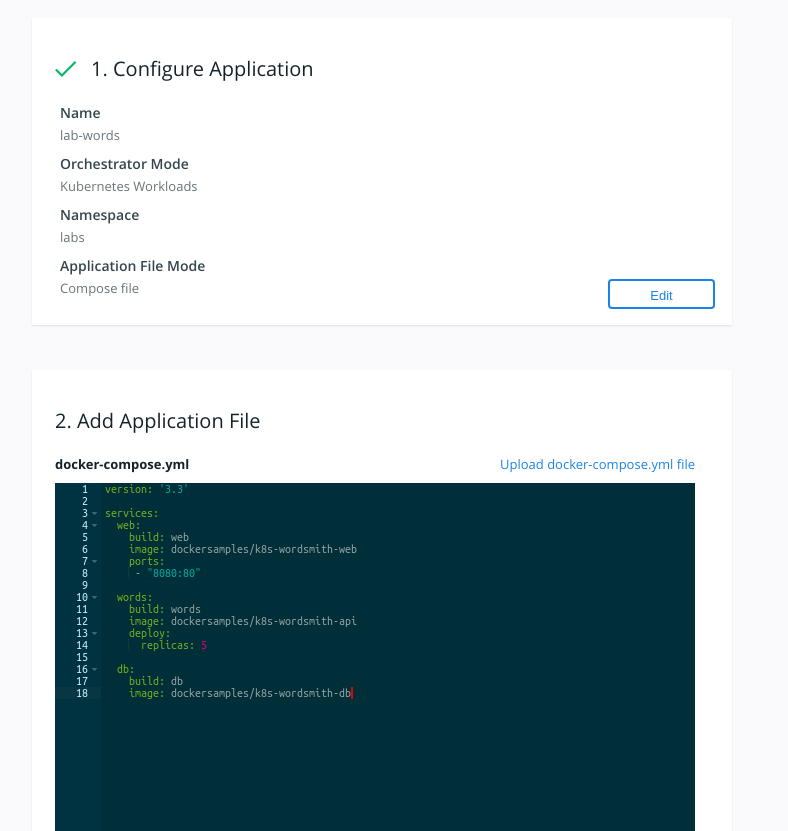 1. Configure Application
Name
lab-words
Orchestrator Mode
Kubernetes Workloads
Namespace
labs
Application File Mode
Compose file
Edit
2. Add Application File
docker-compose.yml Upload docker-compose.yml file
1 version: '3.3'
2
3 services:
4   web:
5     build: web
6     image: dockersamples/k8s-wordsmith-web
7     ports:
8      - "8080:80"
9
10   words:
11     build: words
12     image: dockersamples/k8s-wordsmith-api
13     deploy:
14       replicas: 5
15
16   db:
17     build: db
18     image: dockersamples/k8s-wordsmith-db